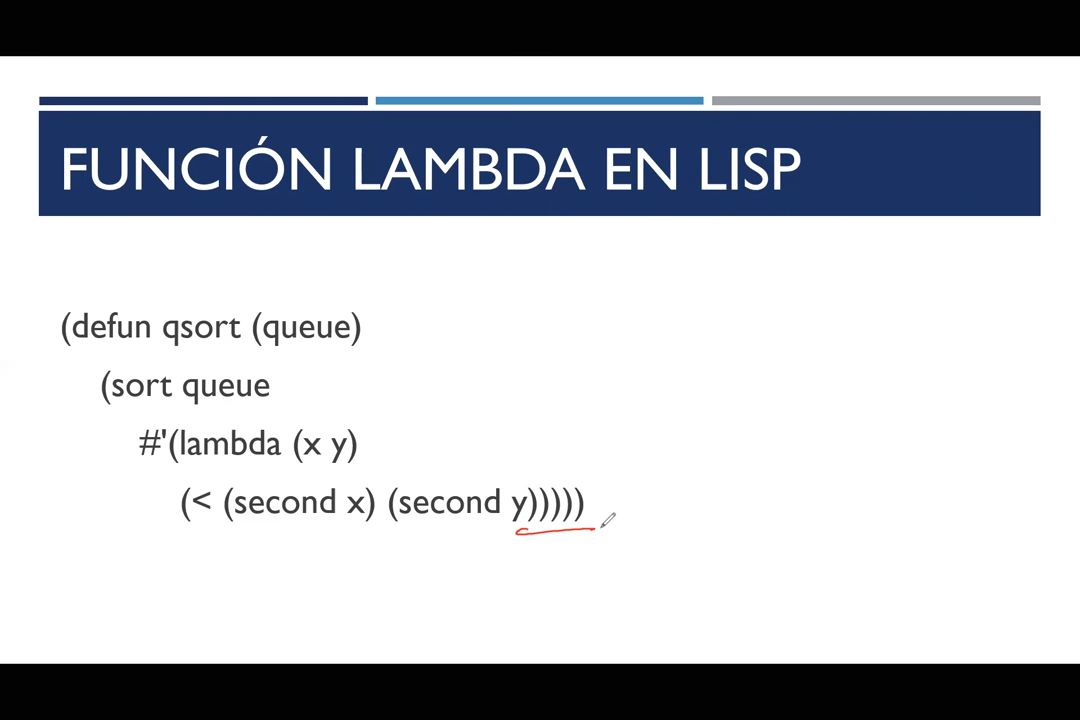 FUNCIÓN LAMBDA EN LISP
(defun qsort (queue)
(sort queue
#'(lambda (x y)
(< (second x) (second y)))))